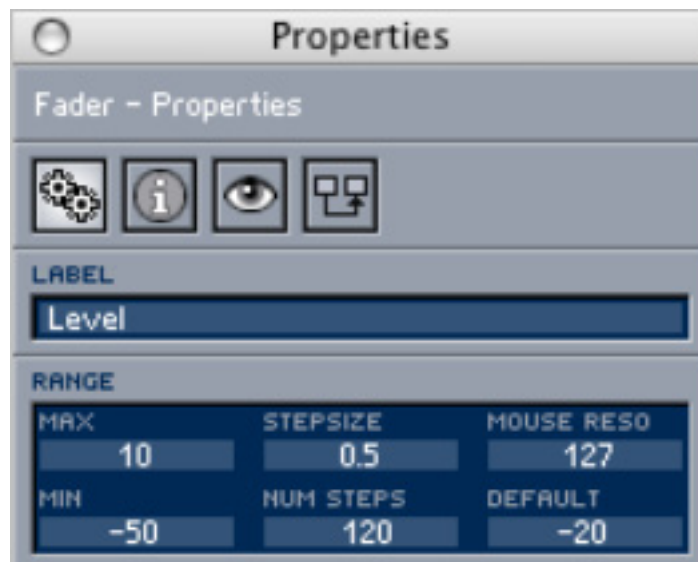 Properties
Fader - Properties
LABEL
Level
RANGE
MAX STEPSIZE MOUSE RESO
10 0.5 127
MIN NUM STEPS DEFAULT
-50 120 -20